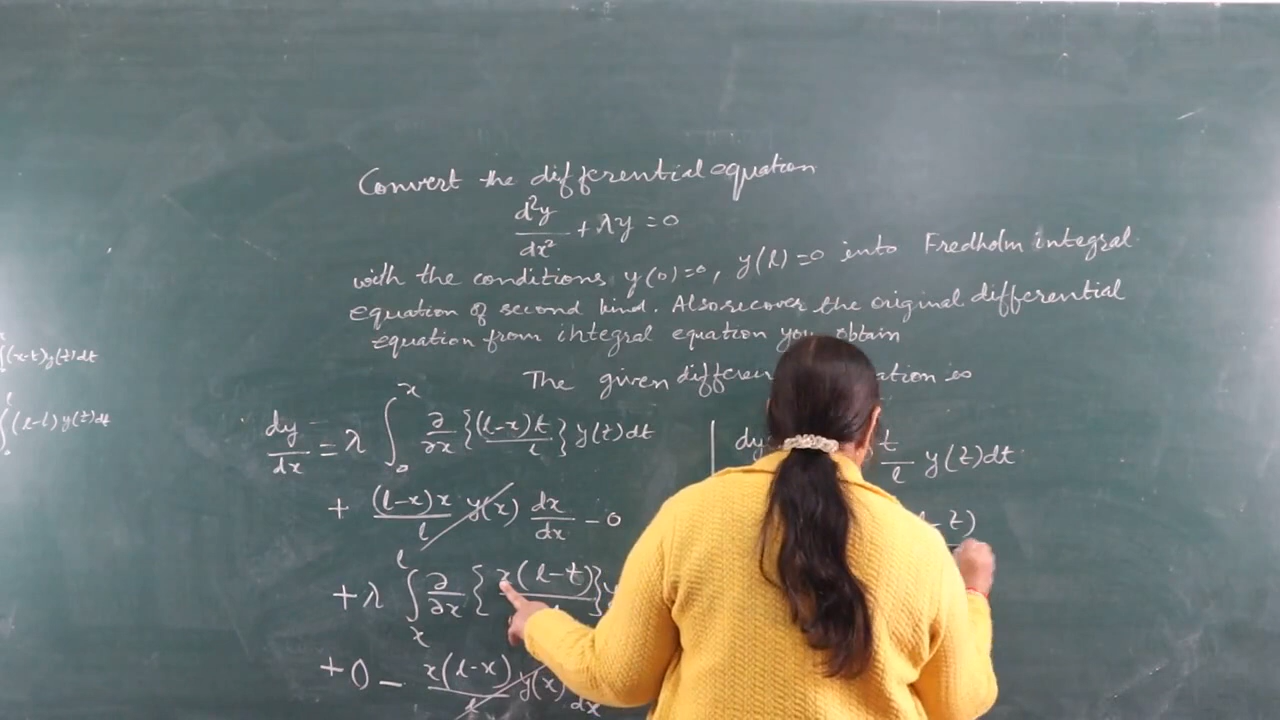 Convert the differential equation
d²y/dx² + λy = 0
with the conditions y(0)=0, y(l)=0 into Fredholm integral
equation of second kind. Also recover the original differential
equation from integral equation you obtain
The given differen ation is
(x-t)y(t)dt
(l-t)y(t)dt
dy/dx = λ ∫₀ˣ ∂/∂x {(l-x)t/l} y(t)dt
+ (l-x)x/l y(x) dx/dx - 0
+λ ∫ₓˡ ∂/∂x {x(l-t)
+0 - x(l-x)/l y(x) dx
dy
t/l y(t)dt
l-t)